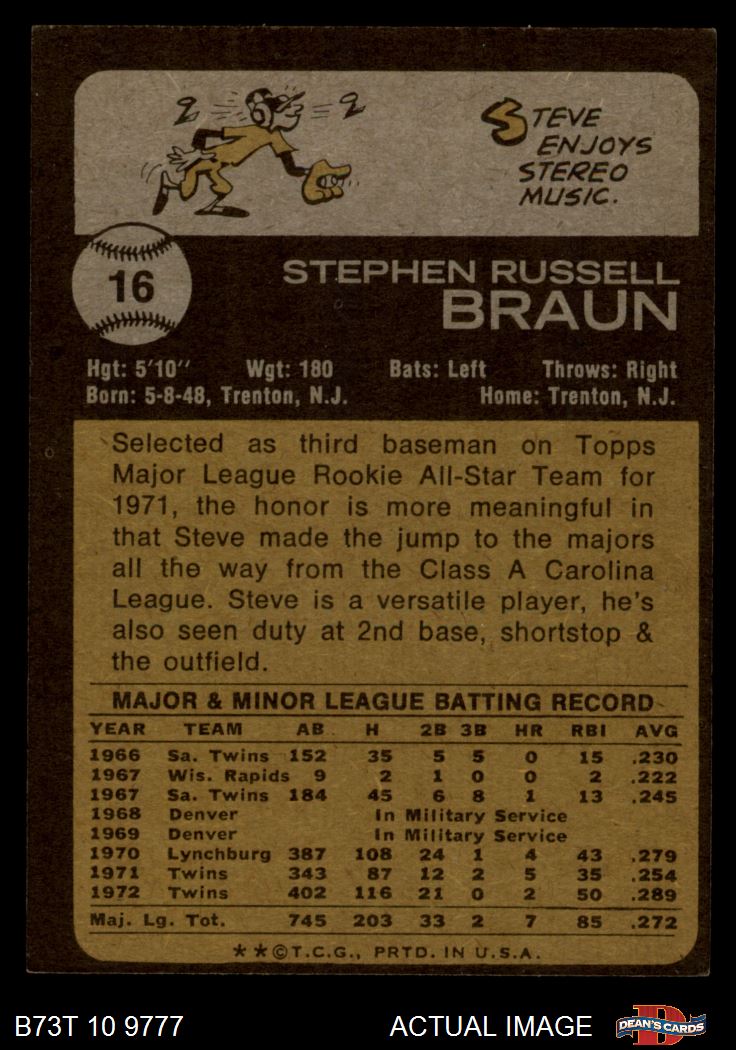 STEVE
ENJOYS
STEREO
MUSIC.
16
STEPHEN RUSSELL
BRAUN
Hgt: 5'10'' Wgt: 180 Bats: Left Throws: Right
Born: 5-8-48, Trenton, N.J. Home: Trenton, N.J.
Selected as third baseman on Topps
Major League Rookie All-Star Team for
1971, the honor is more meaningful in
that Steve made the jump to the majors
all the way from the Class A Carolina
League. Steve is a versatile player, he's
also seen duty at 2nd base, shortstop &
the outfield.
MAJOR & MINOR LEAGUE BATTING RECORD
YEAR TEAM AB H 2B 3B HR RBI AVG
1966 Sa. Twins 152 35 5 5 0 15 .230
1967 Wis. Rapids 9 2 1 0 0 2 .222
1967 Sa. Twins 184 45 6 8 1 13 .245
1968 Denver In Military Service
1969 Denver In Military Service
1970 Lynchburg 387 108 24 1 4 43 .279
1971 Twins 343 87 12 2 5 35 .254
1972 Twins 402 116 21 0 2 50 .289
Maj. Lg. Tot. 745 203 33 2 7 85 .272
**©T.C.G., PRTD. IN U.S.A.
B73T 10 9777 ACTUAL IMAGE D DEAN'S CARDS